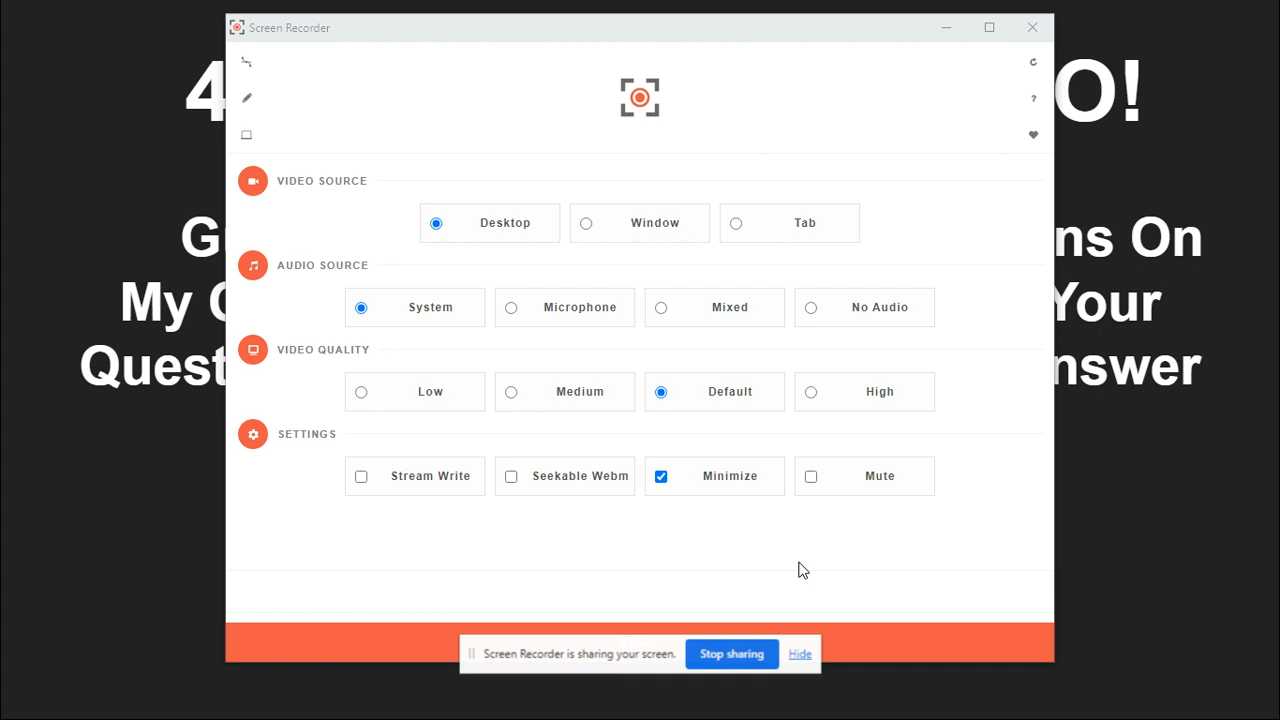 Screen Recorder
4
O!
VIDEO SOURCE
Desktop Window Tab
ns On
AUDIO SOURCE
System Microphone Mixed No Audio
My
Your
VIDEO QUALITY
Quest
nswer
Low Medium Default High
SETTINGS
Stream Write Seekable Webm Minimize Mute
Screen Recorder is sharing your screen. Stop sharing Hide